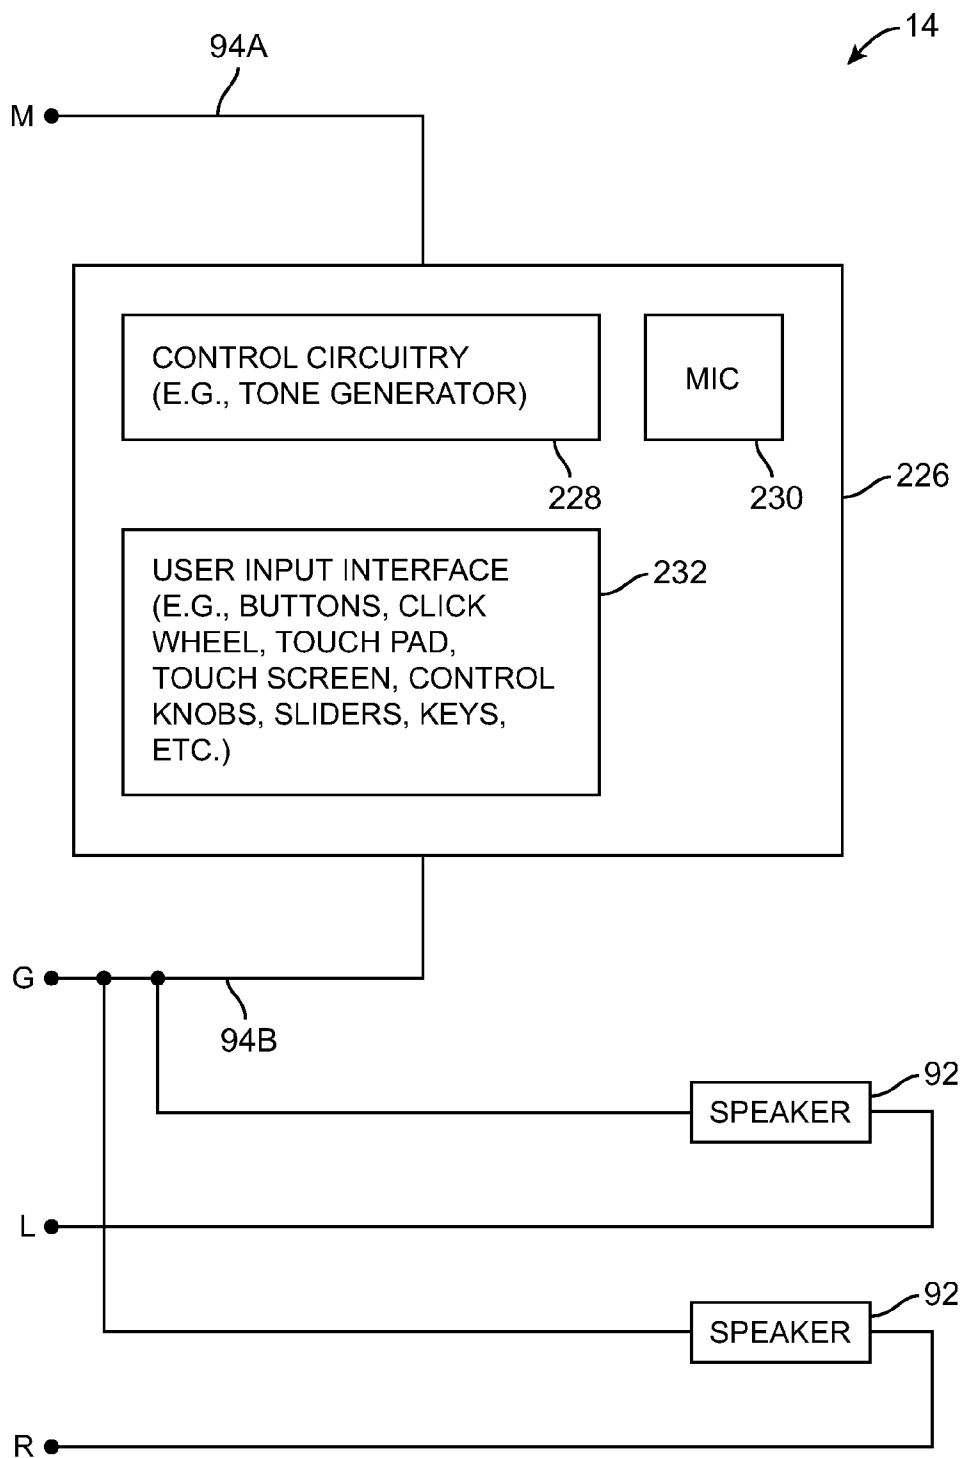 14
94A
M
CONTROL CIRCUITRY
(E.G., TONE GENERATOR)
MIC
228
230
226
USER INPUT INTERFACE
(E.G., BUTTONS, CLICK
WHEEL, TOUCH PAD,
TOUCH SCREEN, CONTROL
KNOBS, SLIDERS, KEYS,
ETC.)
232
G
94B
92
SPEAKER
L
92
SPEAKER
R